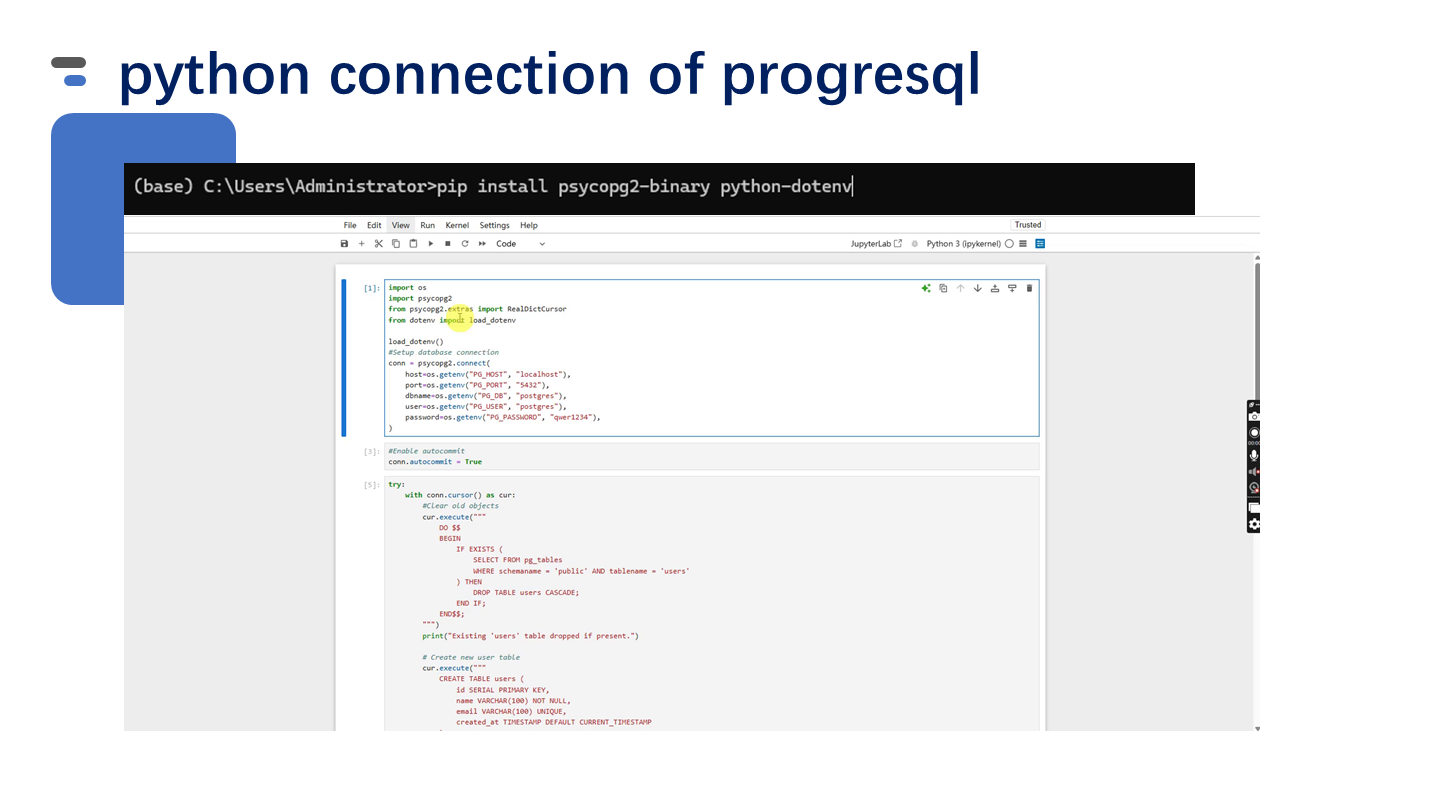 python connection of progresql
(base) C:\Users\Administrator>pip install psycopg2-binary python-dotenv
File Edit View Run Kernel Settings Help Trusted
Code JupyterLab Python 3 (ipykernel)
[1]: import os
import psycopg2
from psycopg2.extras import RealDictCursor
from dotenv import load_dotenv
load_dotenv()
#Setup database connection
conn = psycopg2.connect(
host=os.getenv("PG_HOST", "localhost"),
port=os.getenv("PG_PORT", "5432"),
dbname=os.getenv("PG_DB", "postgres"),
user=os.getenv("PG_USER", "postgres"),
password=os.getenv("PG_PASSWORD", "qwer1234"),
)
[3]: #Enable autocommit
conn.autocommit = True
[5]: try:
with conn.cursor() as cur:
#Clear old objects
cur.execute("""
DO $$
BEGIN
IF EXISTS (
SELECT FROM pg_tables
WHERE schemaname = 'public' AND tablename = 'users'
) THEN
DROP TABLE users CASCADE;
END IF;
END$$;
""")
print("Existing 'users' table dropped if present.")
# Create new user table
cur.execute("""
CREATE TABLE users (
id SERIAL PRIMARY KEY,
name VARCHAR(100) NOT NULL,
email VARCHAR(100) UNIQUE,
created_at TIMESTAMP DEFAULT CURRENT_TIMESTAMP